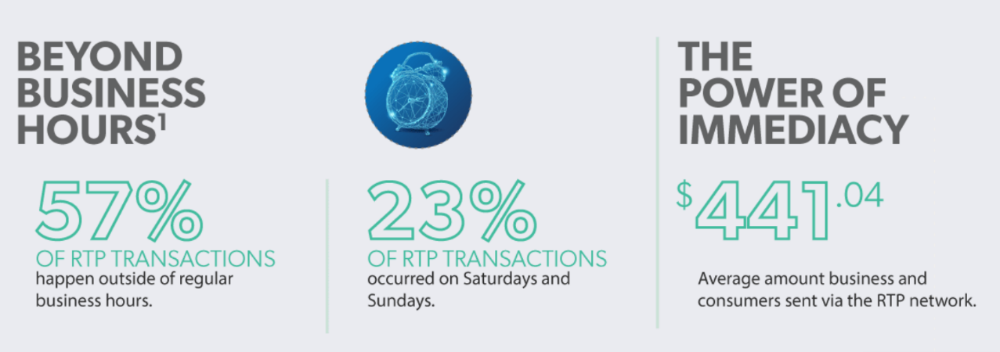 BEYOND
BUSINESS
HOURS¹
57%
OF RTP TRANSACTIONS
happen outside of regular
business hours.
23%
OF RTP TRANSACTIONS
occurred on Saturdays and
Sundays.
THE
POWER OF
IMMEDIACY
$441.04
Average amount business and
consumers sent via the RTP network.